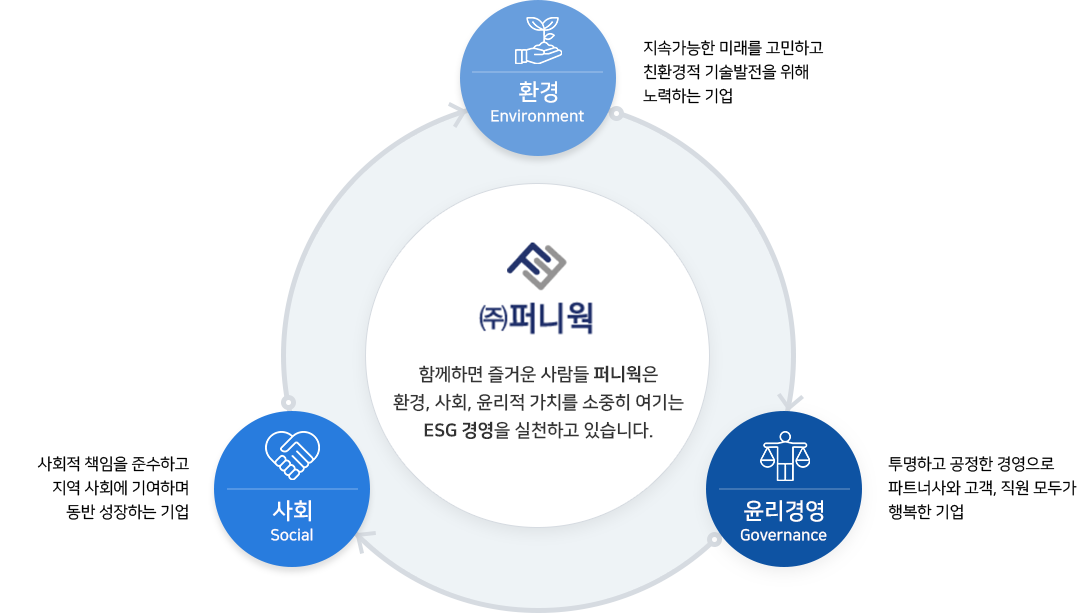 환경
Environment
지속가능한 미래를 고민하고
친환경적 기술발전을 위해
노력하는 기업
㈜퍼니웍
함께하면 즐거운 사람들 퍼니웍은
환경, 사회, 윤리적 가치를 소중히 여기는
ESG 경영을 실천하고 있습니다.
사회적 책임을 준수하고
지역 사회에 기여하며
동반 성장하는 기업
사회
Social
윤리경영
Governance
투명하고 공정한 경영으로
파트너사와 고객, 직원 모두가
행복한 기업